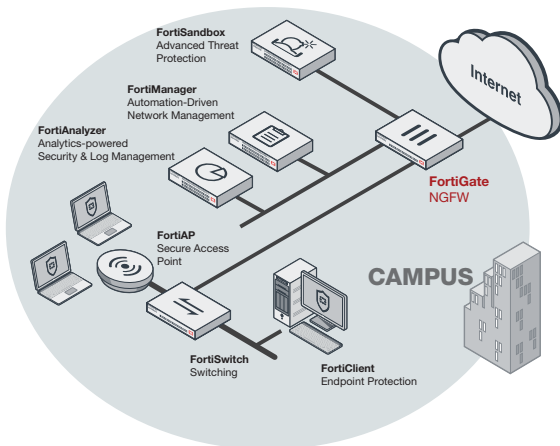 FortiSandbox
Advanced Threat
Protection
FortiManager
Automation-Driven
Network Management
FortiAnalyzer
Analytics-powered
Security & Log Management
Internet
FortiGate
NGFW
FortiAP
Secure Access
Point
CAMPUS
FortiSwitch
Switching
FortiClient
Endpoint Protection